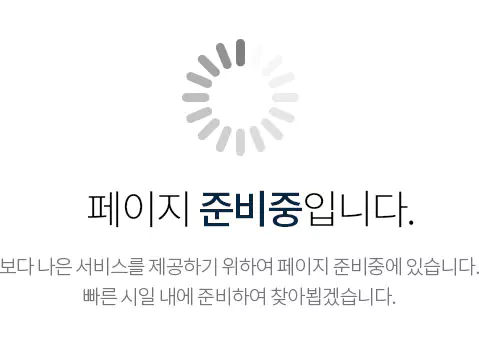 페이지 준비중입니다.
보다 나은 서비스를 제공하기 위하여 페이지 준비중에 있습니다.
빠른 시일 내에 준비하여 찾아뵙겠습니다.